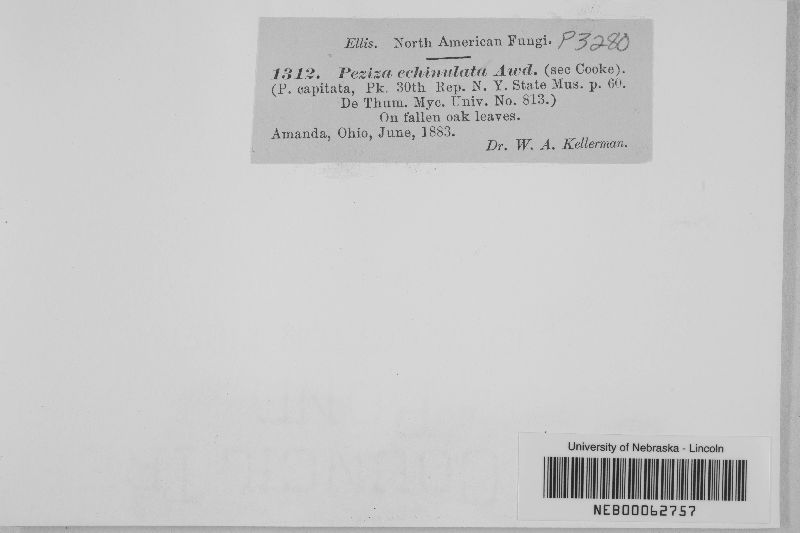 Ellis. North American Fungi. P3280
1312. Peziza echinulata Awd. (sec Cooke).
(P. capitata, Pk. 30th Rep. N. Y. State Mus. p. 60.
De Thum. Myc. Univ. No. 813.)
On fallen oak leaves.
Amanda, Ohio, June, 1883.
Dr. W. A. Kellerman.
University of Nebraska - Lincoln
NEB00062757